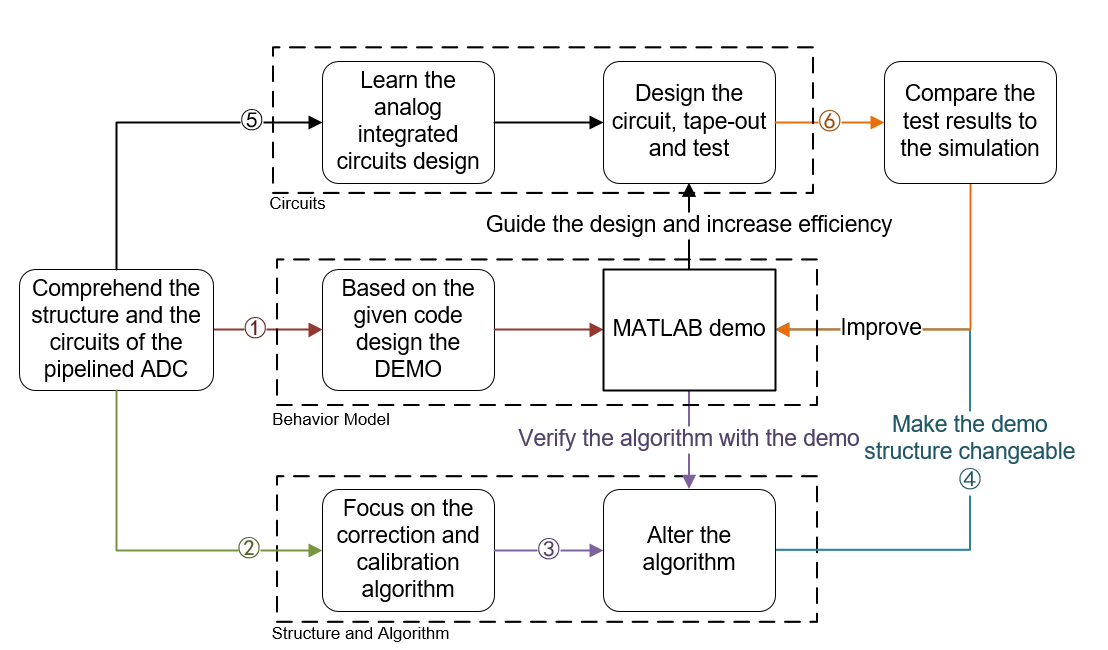 Learn the
analog
integrated
circuits design
Design the
circuit, tape-out
and test
Compare the
test results to
the simulation
⑤
⑥
Circuits
Guide the design and increase efficiency
Comprehend the
structure and the
circuits of the
pipelined ADC
①
Based on the
given code
design the
DEMO
MATLAB demo
Improve
Behavior Model
Verify the algorithm with the demo
Make the demo
structure changeable
④
②
Focus on the
correction and
calibration
algorithm
③
Alter the
algorithm
Structure and Algorithm